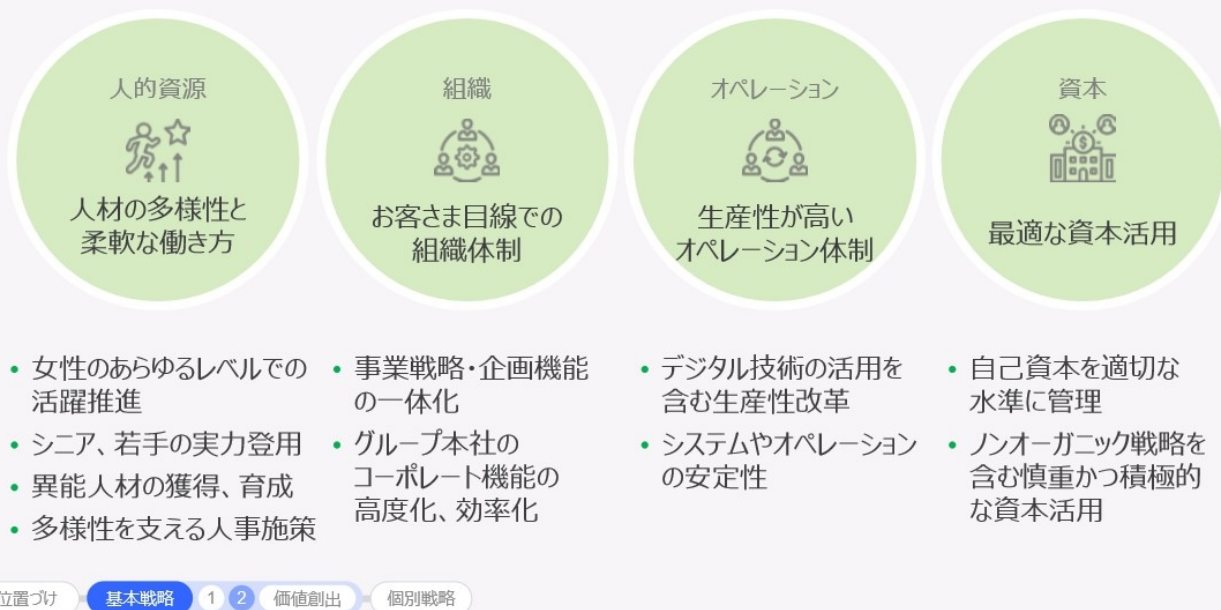 人的資源
人材の多様性と
柔軟な働き方
組織
お客さま目線での
組織体制
オペレーション
生産性が高い
オペレーション体制
資本
最適な資本活用
• 女性のあらゆるレベルでの
活躍推進
• シニア、若手の実力登用
• 異能人材の獲得、育成
• 多様性を支える人事施策
• 事業戦略・企画機能
の一体化
• グループ本社の
コーポレート機能の
高度化、効率化
• デジタル技術の活用を
含む生産性改革
• システムやオペレーション
の安定性
• 自己資本を適切な
水準に管理
• ノンオーガニック戦略を
含む慎重かつ積極的
な資本活用
位置づけ 基本戦略 1 2 価値創出 個別戦略